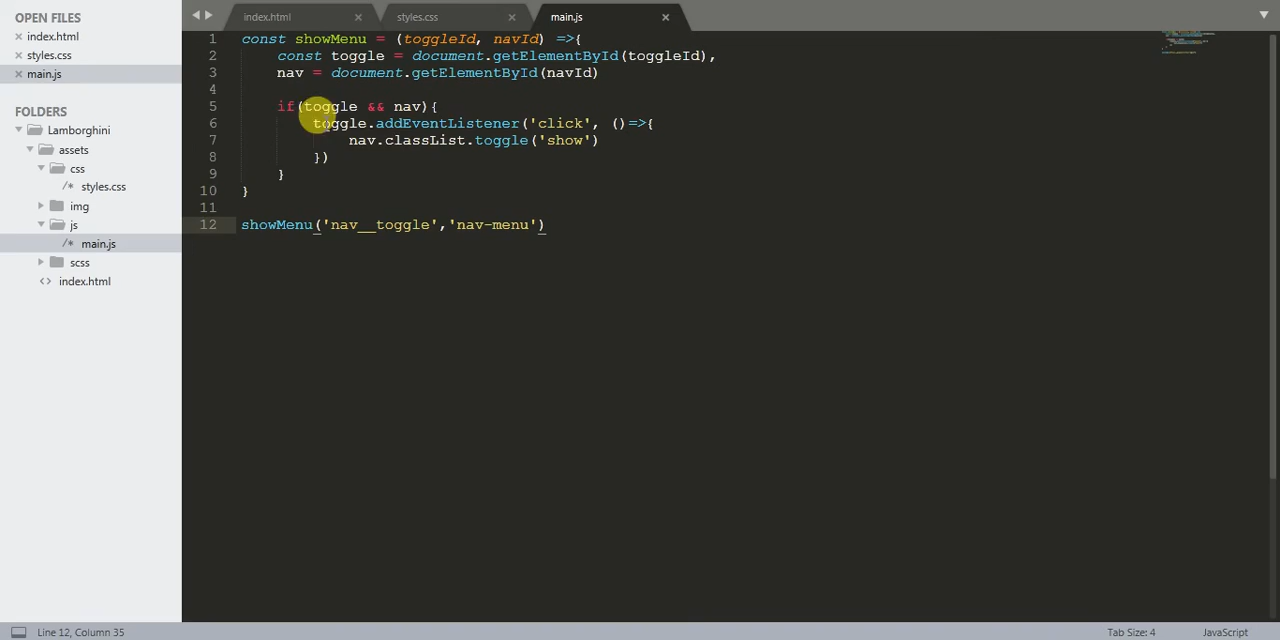 OPEN FILES
index.html
styles.css
main.js
FOLDERS
Lamborghini
assets
css
/* styles.css
img
js
/* main.js
scss
<> index.html
index.html
styles.css
main.js
1 const showMenu = (toggleId, navId) =>{
2 const toggle = document.getElementById(toggleId),
3 nav = document.getElementById(navId)
4
5 if(toggle && nav){
6 toggle.addEventListener('click', ()=>{
7 nav.classList.toggle('show')
8 })
9 }
10 }
11
12 showMenu('nav__toggle','nav-menu')
Line 12, Column 35
Tab Size: 4
JavaScript